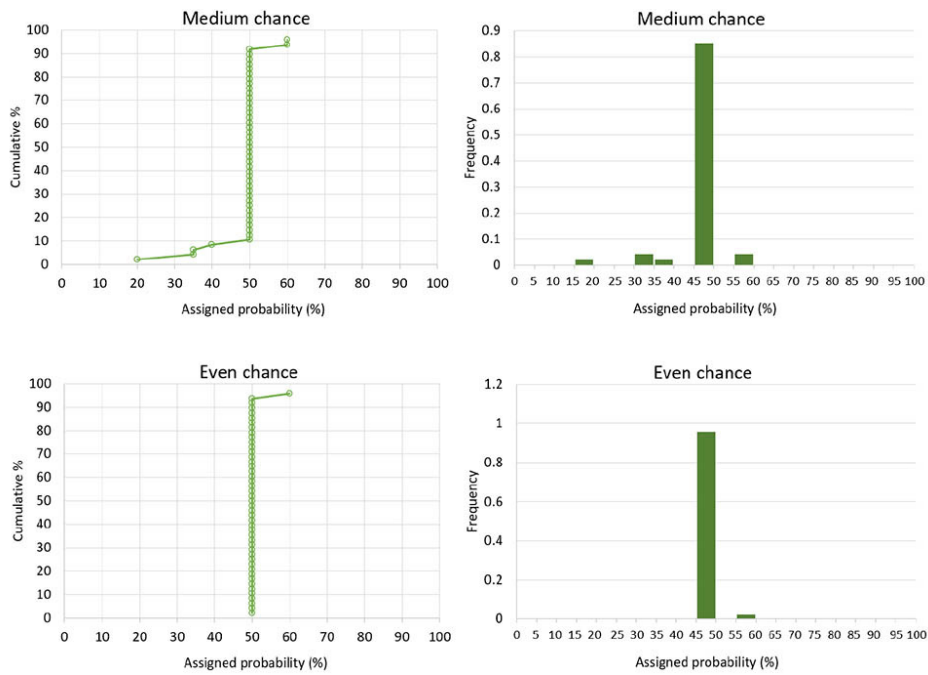 Medium chance
100
90
80
70
60
50
40
30
20
10
0
Cumulative %
0 10 20 30 40 50 60 70 80 90 100
Assigned probability (%)
Medium chance
0.9
0.8
0.7
0.6
0.5
0.4
0.3
0.2
0.1
0
Frequency
0 5 10 15 20 25 30 35 40 45 50 55 60 65 70 75 80 85 90 95 100
Assigned probability (%)
Even chance
100
90
80
70
60
50
40
30
20
10
0
Cumulative %
0 10 20 30 40 50 60 70 80 90 100
Assigned probability (%)
Even chance
1.2
1
0.8
0.6
0.4
0.2
0
Frequency
0 5 10 15 20 25 30 35 40 45 50 55 60 65 70 75 80 85 90 95 100
Assigned probability (%)